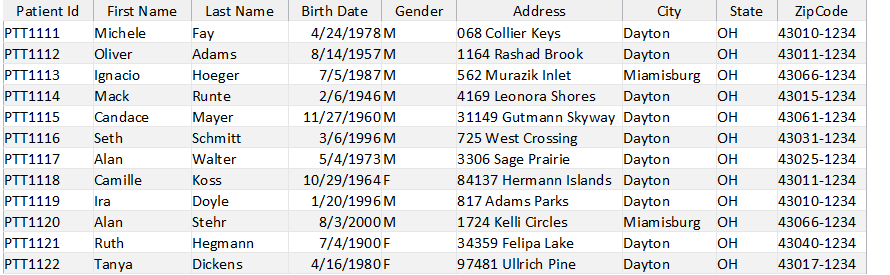 Patient Id First Name Last Name Birth Date Gender Address City State ZipCode
PTT1111 Michele Fay 4/24/1978 M 068 Collier Keys Dayton OH 43010-1234
PTT1112 Oliver Adams 8/14/1957 M 1164 Rashad Brook Dayton OH 43011-1234
PTT1113 Ignacio Hoeger 7/5/1987 M 562 Murazik Inlet Miamisburg OH 43066-1234
PTT1114 Mack Runte 2/6/1946 M 4169 Leonora Shores Dayton OH 43015-1234
PTT1115 Candace Mayer 11/27/1960 M 31149 Gutmann Skyway Dayton OH 43061-1234
PTT1116 Seth Schmitt 3/6/1996 M 725 West Crossing Dayton OH 43031-1234
PTT1117 Alan Walter 5/4/1973 M 3306 Sage Prairie Dayton OH 43025-1234
PTT1118 Camille Koss 10/29/1964 F 84137 Hermann Islands Dayton OH 43011-1234
PTT1119 Ira Doyle 1/20/1996 M 817 Adams Parks Dayton OH 43010-1234
PTT1120 Alan Stehr 8/3/2000 M 1724 Kelli Circles Miamisburg OH 43066-1234
PTT1121 Ruth Hegmann 7/4/1900 F 34359 Felipa Lake Dayton OH 43040-1234
PTT1122 Tanya Dickens 4/16/1980 F 97481 Ullrich Pine Dayton OH 43017-1234